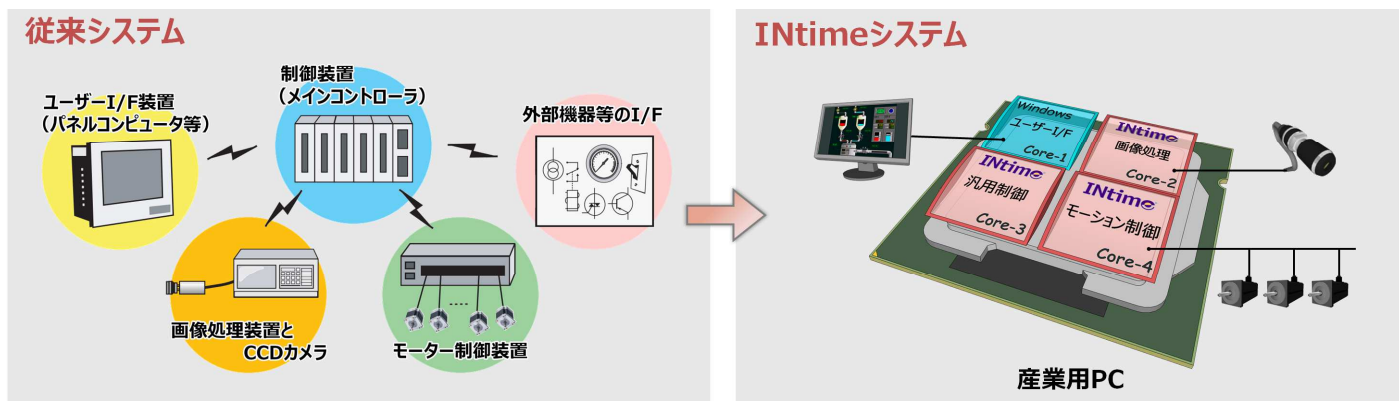 従来システム
制御装置
（メインコントローラ）
ユーザーI/F装置
（パネルコンピュータ等）
外部機器等のI/F
画像処理装置と
CCDカメラ
モーター制御装置
INtimeシステム
Windows
ユーザーI/F
Core-1
INtime
画像処理
Core-2
INtime
汎用制御
Core-3
INtime
モーション制御
Core-4
産業用PC